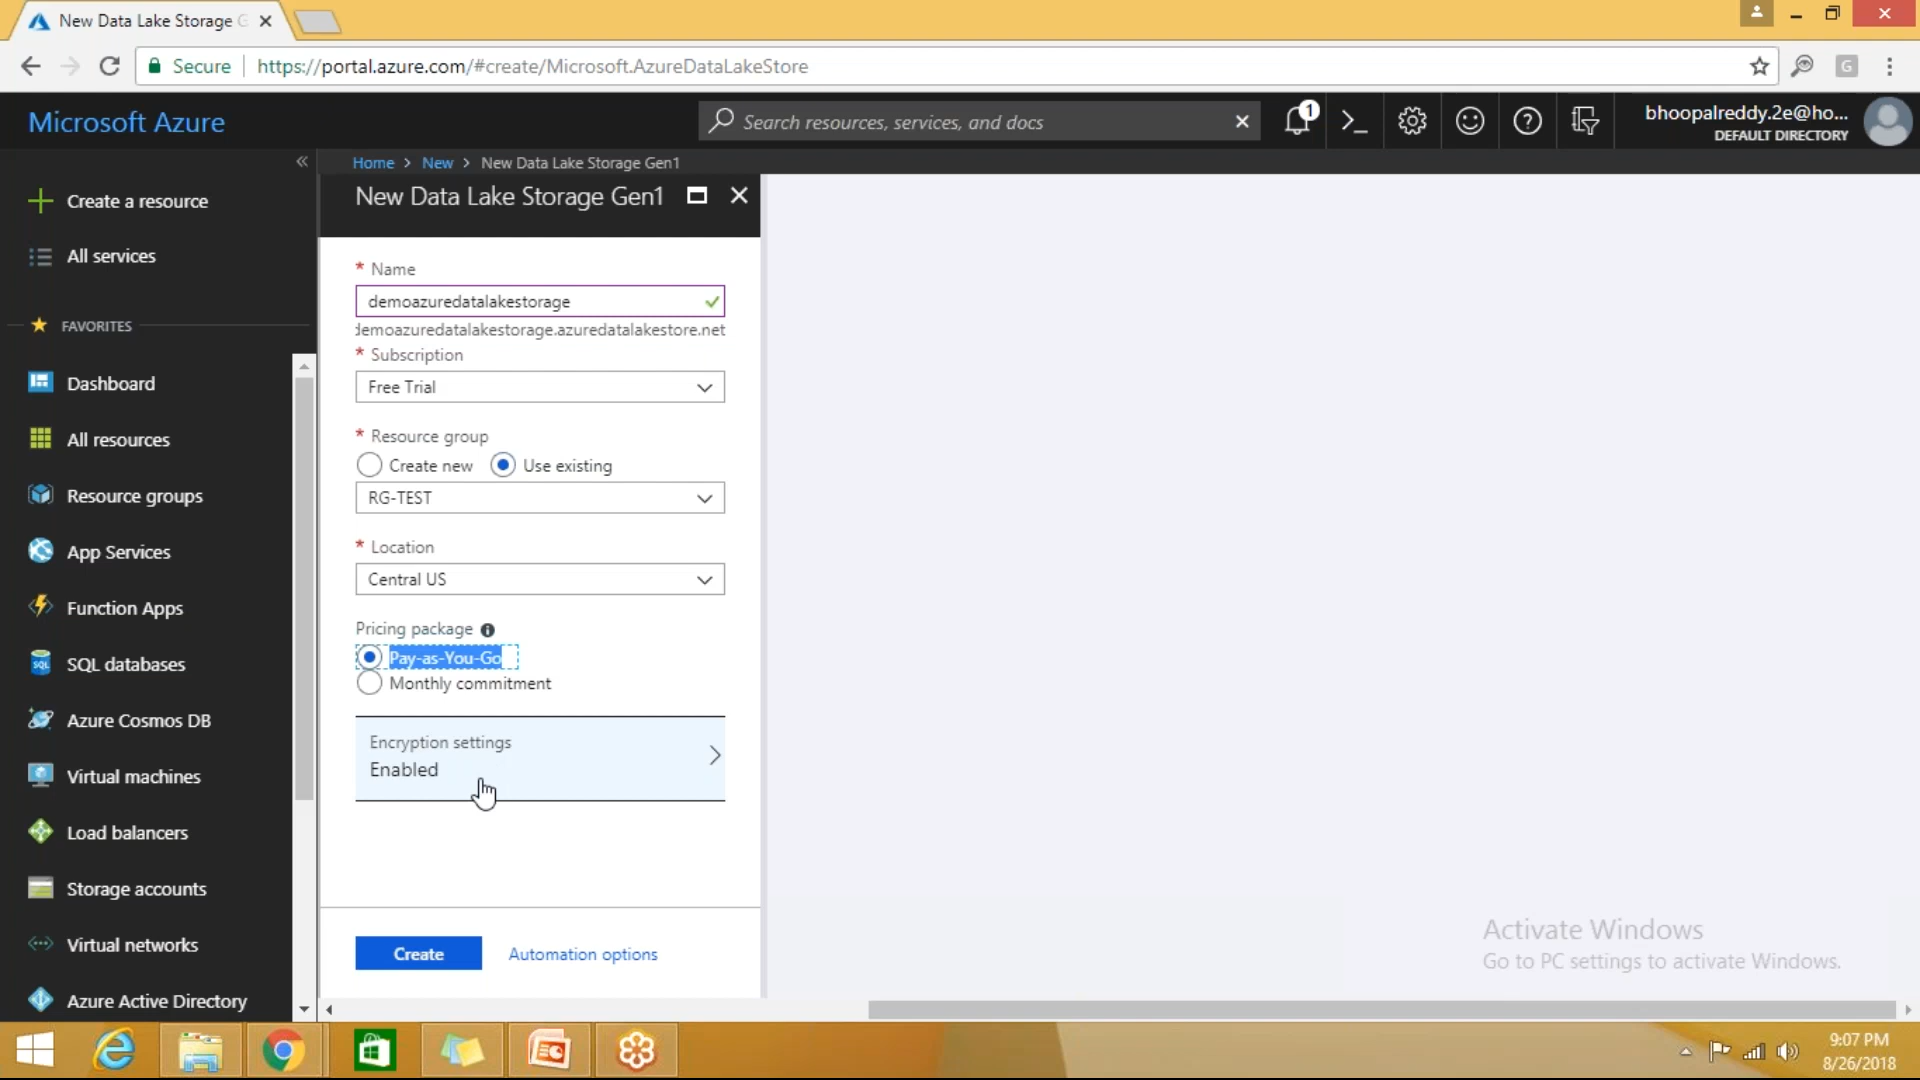 New Data Lake Storage G
Secure
https://portal.azure.com/#create/Microsoft.AzureDataLakeStore
G
Microsoft Azure
Search resources, services, and docs
1
bhoopalreddy.2e@ho...
DEFAULT DIRECTORY
Home > New > New Data Lake Storage Gen1
Create a resource
All services
FAVORITES
Dashboard
All resources
Resource groups
App Services
Function Apps
SQL databases
Azure Cosmos DB
Virtual machines
Load balancers
Storage accounts
Virtual networks
Azure Active Directory
New Data Lake Storage Gen1
* Name
demoazuredatalakestorage
demoazuredatalakestorage.azuredatalakestore.net
* Subscription
Free Trial
* Resource group
Create new Use existing
RG-TEST
* Location
Central US
Pricing package
Pay-as-You-Go
Monthly commitment
Encryption settings
Enabled
Create Automation options
Activate Windows
Go to PC settings to activate Windows.
9:07 PM
8/26/2018